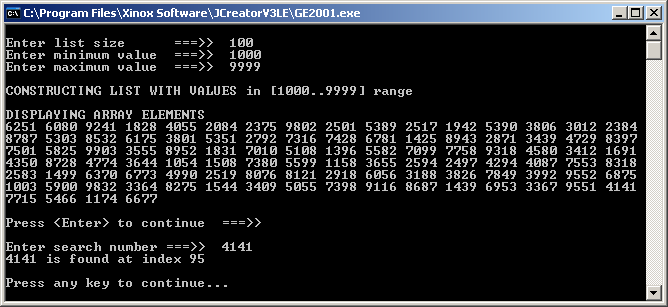 C:\Program Files\Xinox Software\JCreatorV3LE\GE2001.exe
Enter list size ===>> 100
Enter minimum value ===>> 1000
Enter maximum value ===>> 9999
CONSTRUCTING LIST WITH VALUES in [1000..9999] range
DISPLAYING ARRAY ELEMENTS
6251 6080 9241 1828 4055 2084 2375 9802 2501 5389 2517 1942 5390 3806 3012 2384
8787 5303 8532 6175 3801 5351 2792 7316 7428 6781 1425 8943 2871 3439 4729 8397
7501 5825 9903 3555 8952 1831 7010 5108 1396 5582 7099 7758 9318 4580 3412 1691
4350 8728 4774 3644 1054 1508 7380 5599 1158 3655 2594 2497 4294 4087 7553 8318
2583 1499 6370 6773 4990 2519 8076 8121 2918 6056 3188 3826 7849 3992 9552 6875
1003 5900 9832 3364 8275 1544 3409 5055 7398 9116 8687 1439 6953 3367 9551 4141
7715 5466 1174 6677
Press <Enter> to continue ===>>
Enter search number ===>> 4141
4141 is found at index 95
Press any key to continue...